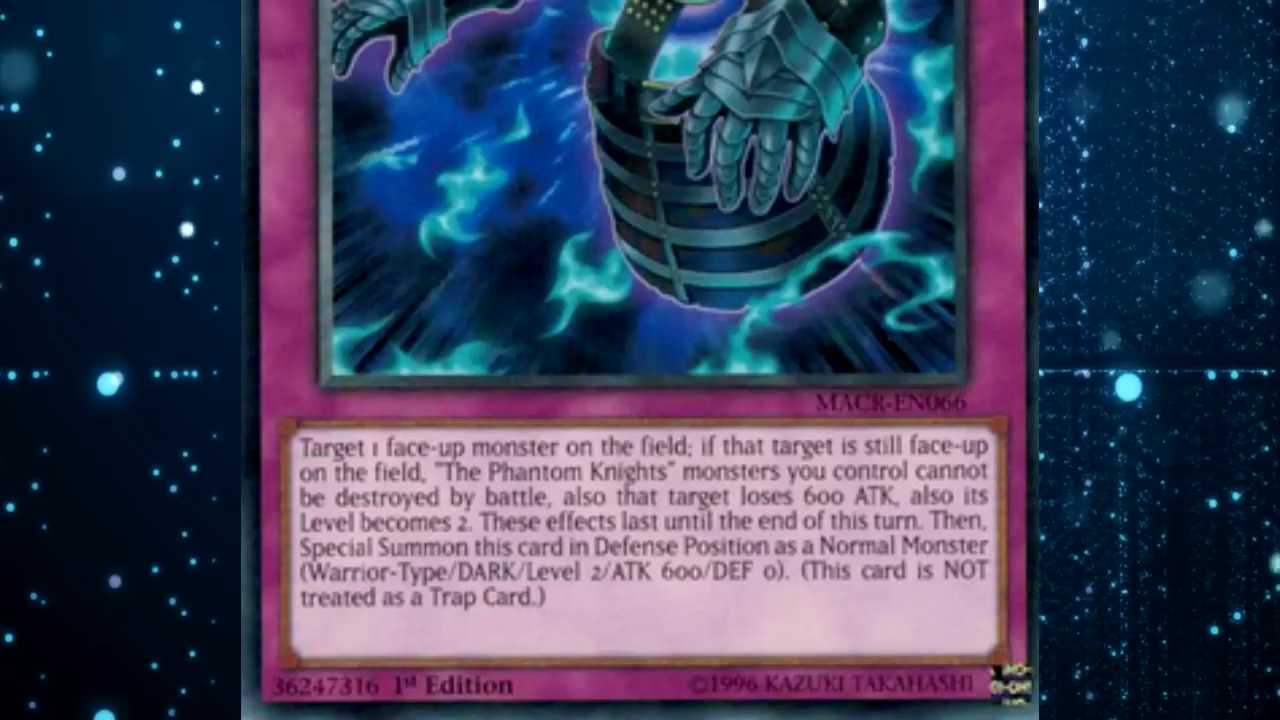 MACR-EN066
Target 1 face-up monster on the field; if that target is still face-up
on the field, "The Phantom Knights" monsters you control cannot
be destroyed by battle, also that target loses 600 ATK, also its
Level becomes 2. These effects last until the end of this turn. Then,
Special Summon this card in Defense Position as a Normal Monster
(Warrior-Type/DARK/Level 2/ATK 600/DEF 0). (This card is NOT
treated as a Trap Card.)
36247316 1st Edition
©1996 KAZUKI TAKAHASHI